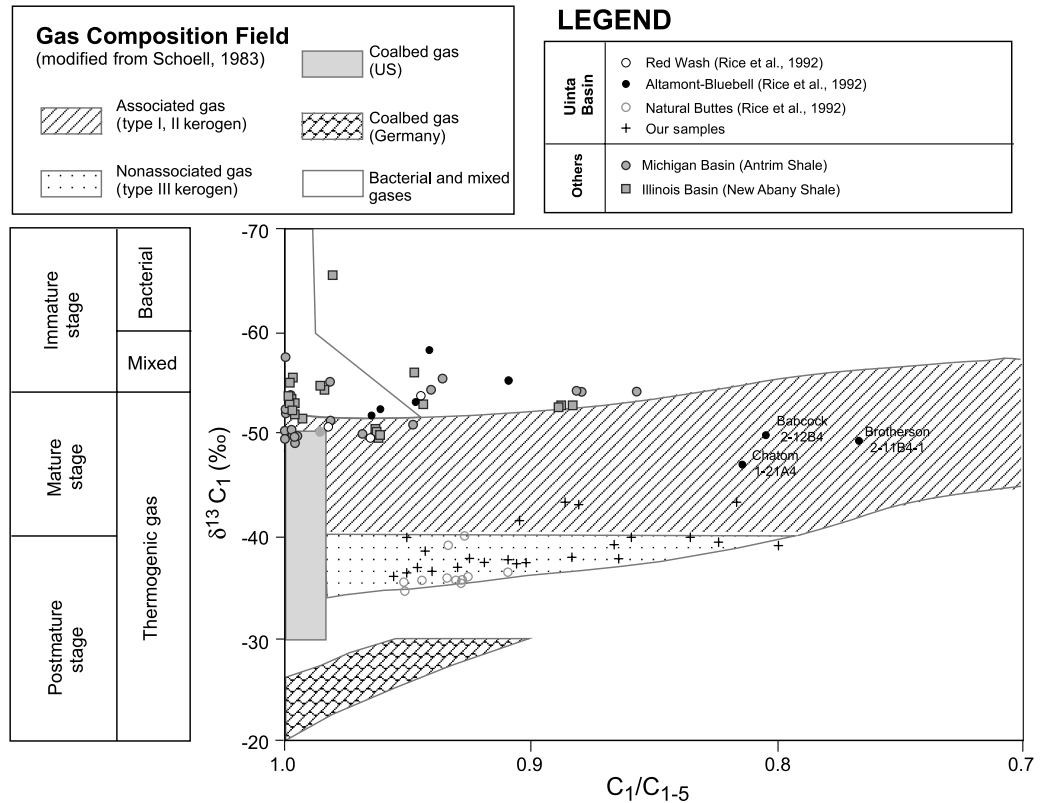 LEGEND
Gas Composition Field
(modified from Schoell, 1983)
Associated gas
(type I, II kerogen)
Nonassociated gas
(type III kerogen)
Coalbed gas
(US)
Coalbed gas
(Germany)
Bacterial and mixed
gases
Uinta
Basin
Red Wash (Rice et al., 1992)
Altamont-Bluebell (Rice et al., 1992)
Natural Buttes (Rice et al., 1992)
Our samples
Others
Michigan Basin (Antrim Shale)
Illinois Basin (New Abany Shale)
Immature
stage
Mature
stage
Postmature
stage
Bacterial
Mixed
Thermogenic gas
δ¹³C₁ (‰)
-70
-60
-50
-40
-30
-20
Babcock
2-12B4
Brotherson
2-11B4-1
Chatom
1-21A4
1.0
0.9
0.8
0.7
C₁/C₁₋₅